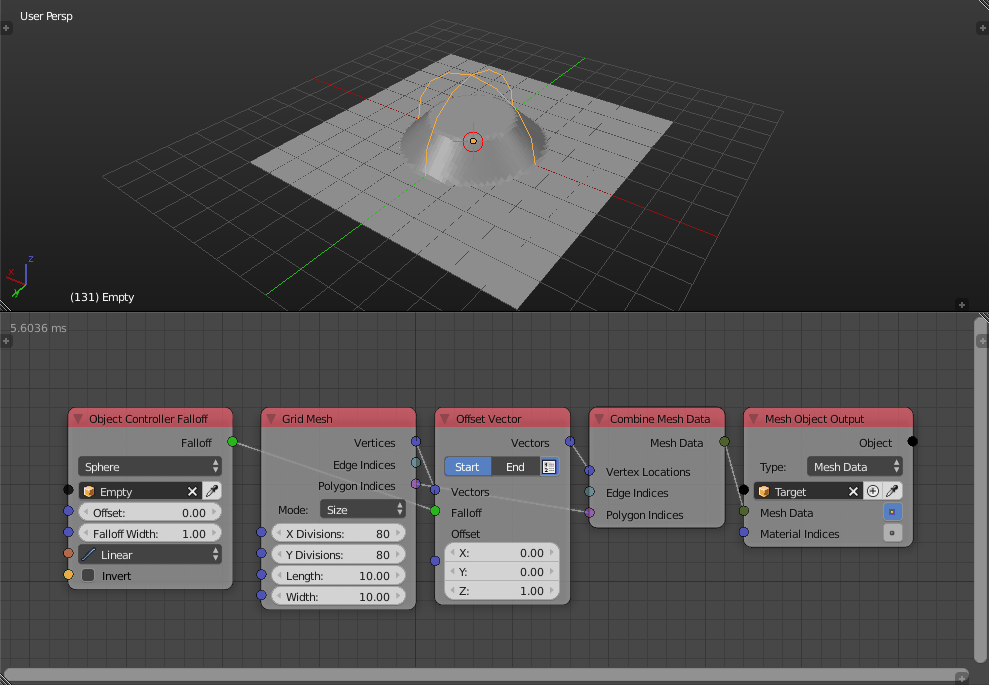 User Persp
z
x
y
(131) Empty
5.6036 ms
Object Controller Falloff
Falloff
Sphere
Empty
Offset: 0.00
Falloff Width: 1.00
Linear
Invert
Grid Mesh
Vertices
Edge Indices
Polygon Indices
Mode: Size
X Divisions: 80
Y Divisions: 80
Length: 10.00
Width: 10.00
Offset Vector
Vectors
Start End
Vectors
Falloff
Offset
X: 0.00
Y: 0.00
Z: 1.00
Combine Mesh Data
Mesh Data
Vertex Locations
Edge Indices
Polygon Indices
Mesh Object Output
Object
Type: Mesh Data
Target
Mesh Data
Material Indices